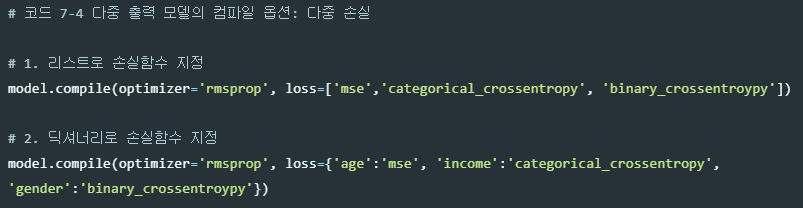 # 코드 7-4 다중 출력 모델의 컴파일 옵션: 다중 손실
# 1. 리스트로 손실함수 지정
model.compile(optimizer='rmsprop', loss=['mse','categorical_crossentropy', 'binary_crossentroypy'])
# 2. 딕셔너리로 손실함수 지정
model.compile(optimizer='rmsprop', loss={'age':'mse', 'income':'categorical_crossentropy',
'gender':'binary_crossentroypy'})